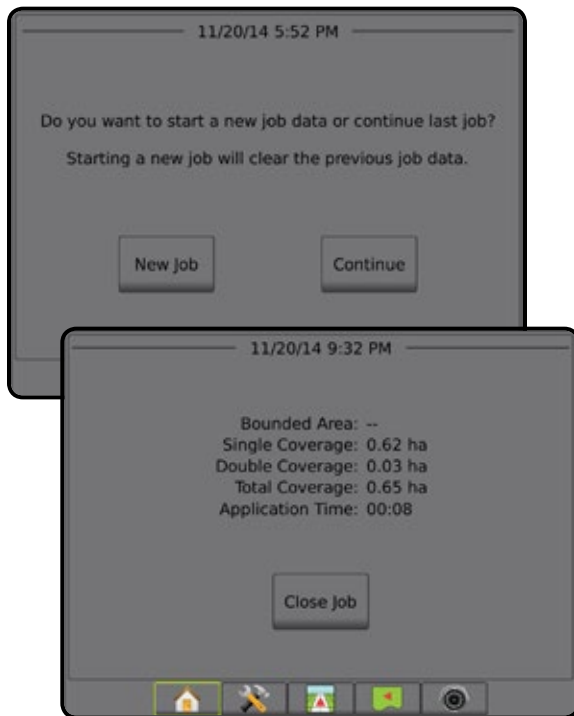 11/20/14 5:52 PM
Do you want to start a new job data or continue last job?
Starting a new job will clear the previous job data.
New Job
Continue
11/20/14 9:32 PM
Bounded Area: --
Single Coverage: 0.62 ha
Double Coverage: 0.03 ha
Total Coverage: 0.65 ha
Application Time: 00:08
Close Job